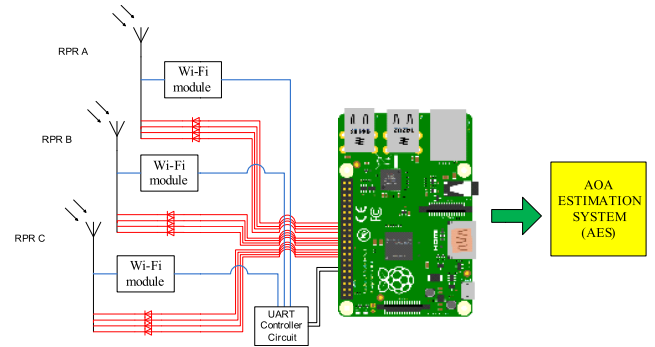 RPR A
Wi-Fi
module
RPR B
Wi-Fi
module
RPR C
Wi-Fi
module
UART
Controller
Circuit
HDMI
AOA
ESTIMATION
SYSTEM
(AES)